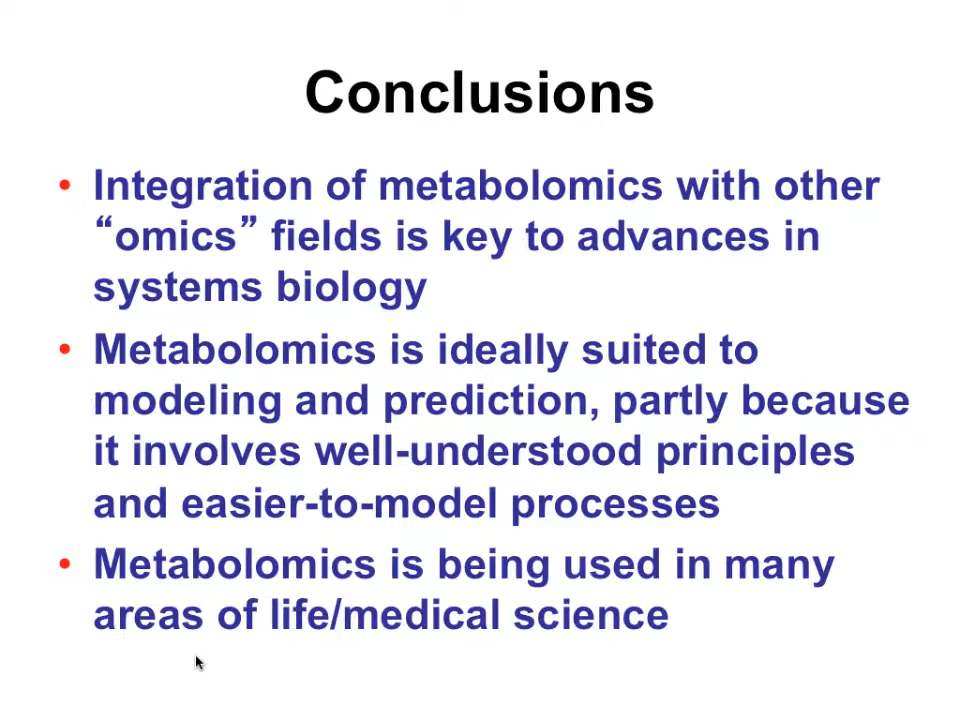 Conclusions
• Integration of metabolomics with other
“omics” fields is key to advances in
systems biology
• Metabolomics is ideally suited to
modeling and prediction, partly because
it involves well-understood principles
and easier-to-model processes
• Metabolomics is being used in many
areas of life/medical science